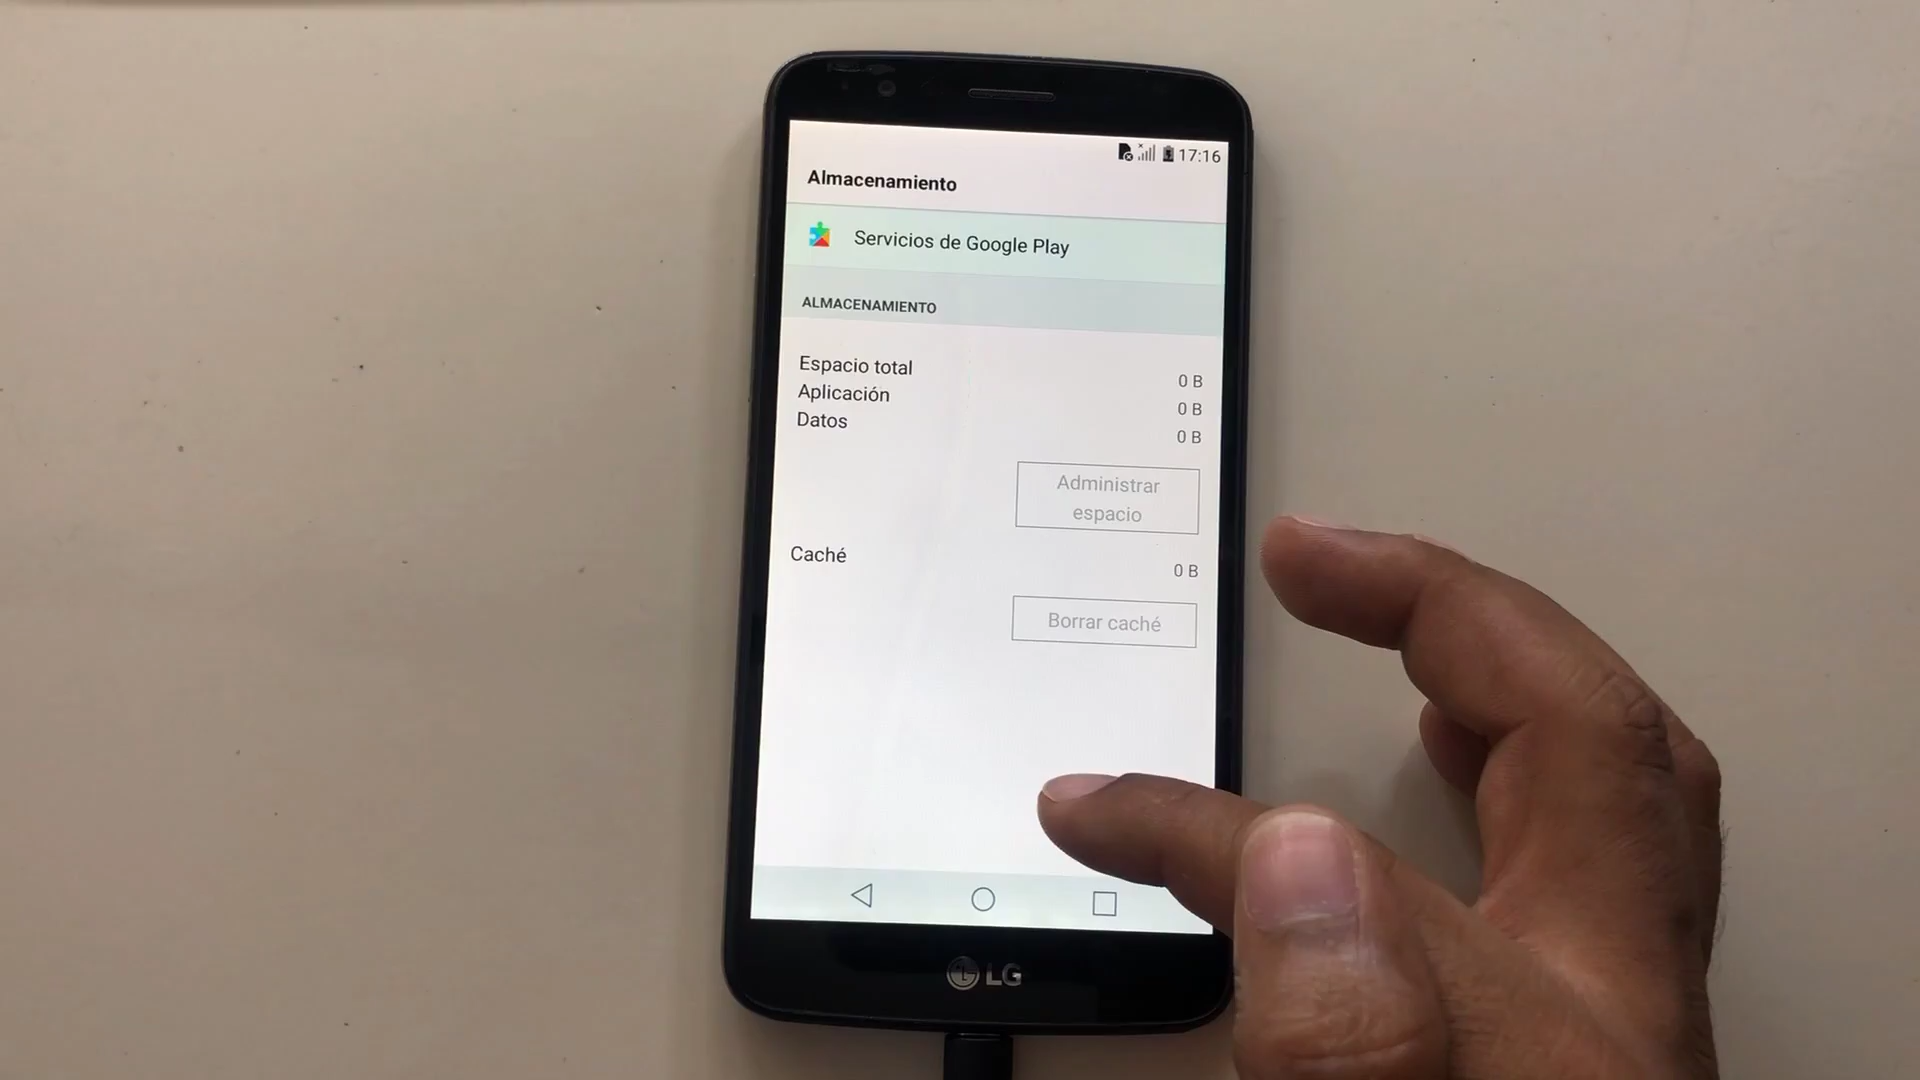 17:16
Almacenamiento
Servicios de Google Play
ALMACENAMIENTO
Espacio total 0 B
Aplicación 0 B
Datos 0 B
Administrar
espacio
Caché 0 B
Borrar caché
LG